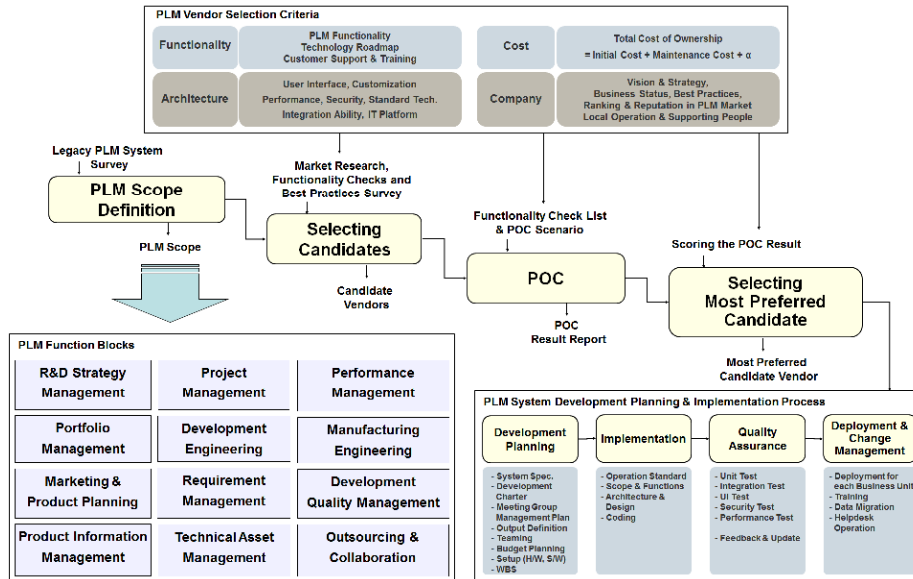 PLM Vendor Selection Criteria
Functionality
PLM Functionality
Technology Roadmap
Customer Support & Training
Cost
Total Cost of Ownership
= Initial Cost + Maintenance Cost + α
Architecture
User Interface, Customization
Performance, Security, Standard Tech.
Integration Ability, IT Platform
Company
Vision & Strategy,
Business Status, Best Practices,
Ranking & Reputation in PLM Market
Local Operation & Supporting People
Legacy PLM System
Survey
PLM Scope
Definition
PLM Scope
Market Research,
Functionality Checks and
Best Practices Survey
Selecting
Candidates
Candidate
Vendors
Functionality Check List
& POC Scenario
POC
POC
Result Report
Scoring the POC Result
Selecting
Most Preferred
Candidate
Most Preferred
Candidate Vendor
PLM Function Blocks
R&D Strategy
Management
Project
Management
Performance
Management
Portfolio
Management
Development
Engineering
Manufacturing
Engineering
Marketing &
Product Planning
Requirement
Management
Development
Quality Management
Product Information
Management
Technical Asset
Management
Outsourcing &
Collaboration
PLM System Development Planning & Implementation Process
Development
Planning
- System Spec.
- Development
Charter
- Meeting Group
Management Plan
- Output Definition
- Teaming
- Budget Planning
- Setup (H/W, S/W)
- WBS
Implementation
- Operation Standard
- Scope & Functions
- Architecture &
Design
- Coding
Quality
Assurance
- Unit Test
- Integration Test
- UI Test
- Security Test
- Performance Test
- Feedback & Update
Deployment &
Change
Management
- Deployment for
each Business Unit
- Training
- Data Migration
- Helpdesk
Operation